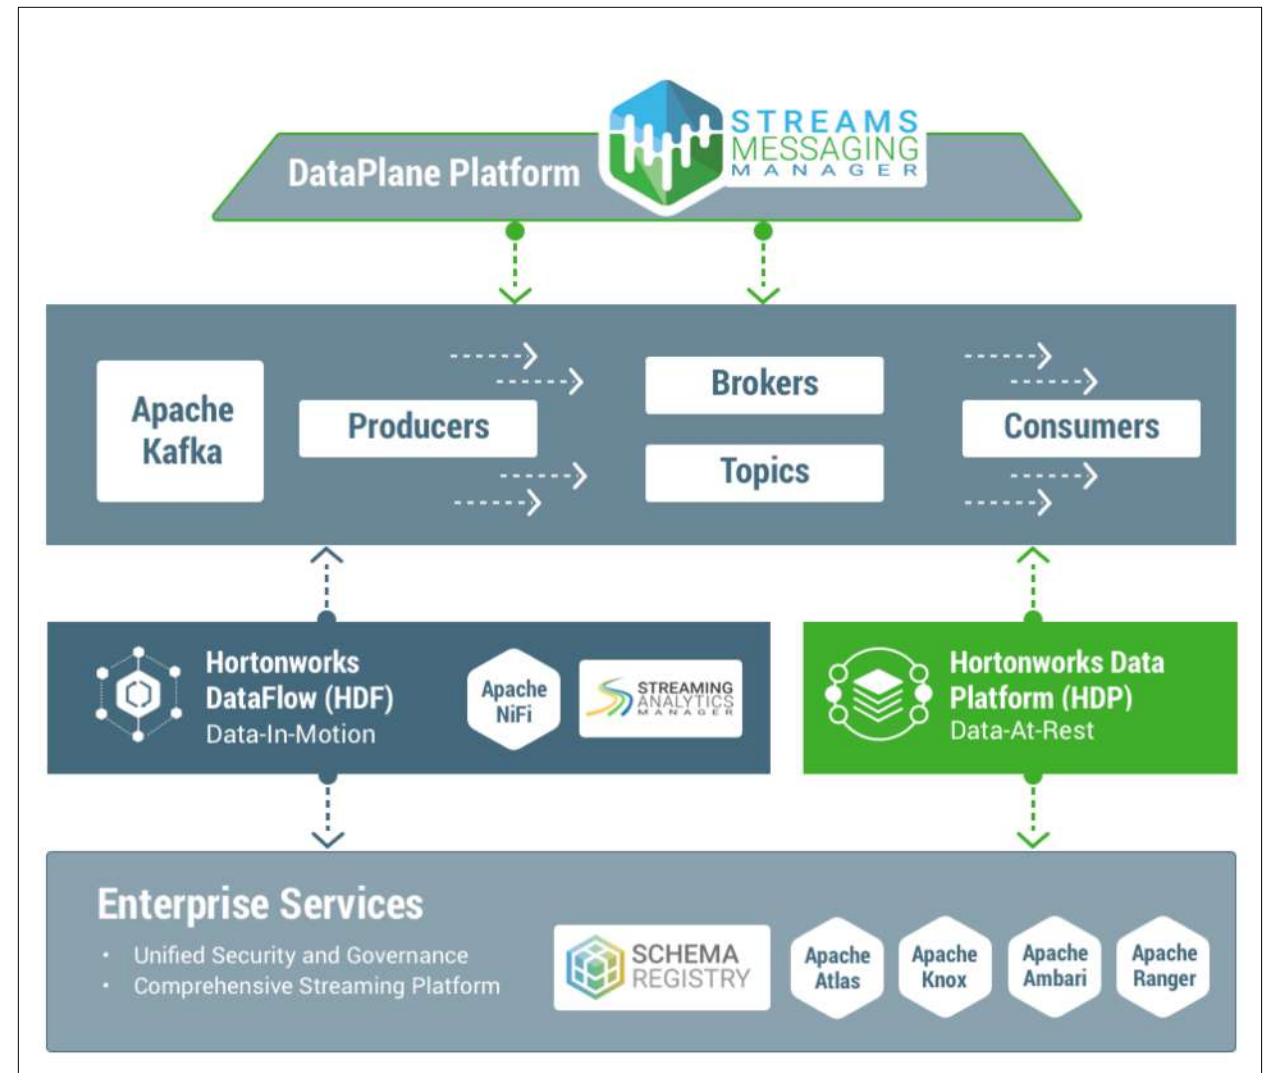 DataPlane Platform
STREAMS
MESSAGING
MANAGER
Apache
Kafka
Producers
Brokers
Topics
Consumers
Hortonworks
DataFlow (HDF)
Data-In-Motion
Apache
NiFi
STREAMING
ANALYTICS
MANAGER
Hortonworks Data
Platform (HDP)
Data-At-Rest
Enterprise Services
• Unified Security and Governance
• Comprehensive Streaming Platform
SCHEMA
REGISTRY
Apache
Atlas
Apache
Knox
Apache
Ambari
Apache
Ranger